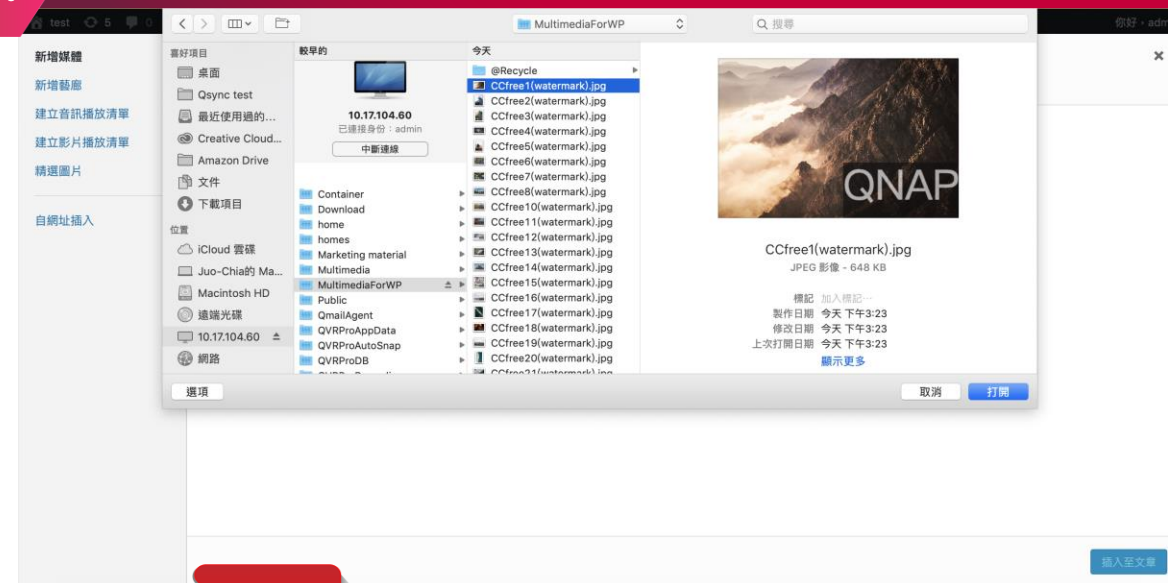 test 5 0
你好，adm
新增媒體
新增藝廊
建立音訊播放清單
建立影片播放清單
精選圖片
自網址插入
MultimediaForWP
搜尋
喜好項目
桌面
Qsync test
最近使用過的...
Creative Cloud...
Amazon Drive
文件
下載項目
位置
iCloud 雲碟
Juo-Chia的 Ma...
Macintosh HD
遠端光碟
10.17.104.60
網路
較早的
10.17.104.60
已連接身份：admin
中斷連線
Container
Download
home
homes
Marketing material
Multimedia
MultimediaForWP
Public
QmailAgent
QVRProAppData
QVRProAutoSnap
QVRProDB
今天
@Recycle
CCfree1(watermark).jpg
CCfree2(watermark).jpg
CCfree3(watermark).jpg
CCfree4(watermark).jpg
CCfree5(watermark).jpg
CCfree6(watermark).jpg
CCfree7(watermark).jpg
CCfree8(watermark).jpg
CCfree10(watermark).jpg
CCfree11(watermark).jpg
CCfree12(watermark).jpg
CCfree13(watermark).jpg
CCfree14(watermark).jpg
CCfree15(watermark).jpg
CCfree16(watermark).jpg
CCfree17(watermark).jpg
CCfree18(watermark).jpg
CCfree19(watermark).jpg
CCfree20(watermark).jpg
CCfree21(watermark).jpg
QNAP
CCfree1(watermark).jpg
JPEG 影像 - 648 KB
標記 加入標記⋯
製作日期 今天 下午3:23
修改日期 今天 下午3:23
上次打開日期 今天 下午3:23
顯示更多
選項
取消
打開
插入至文章